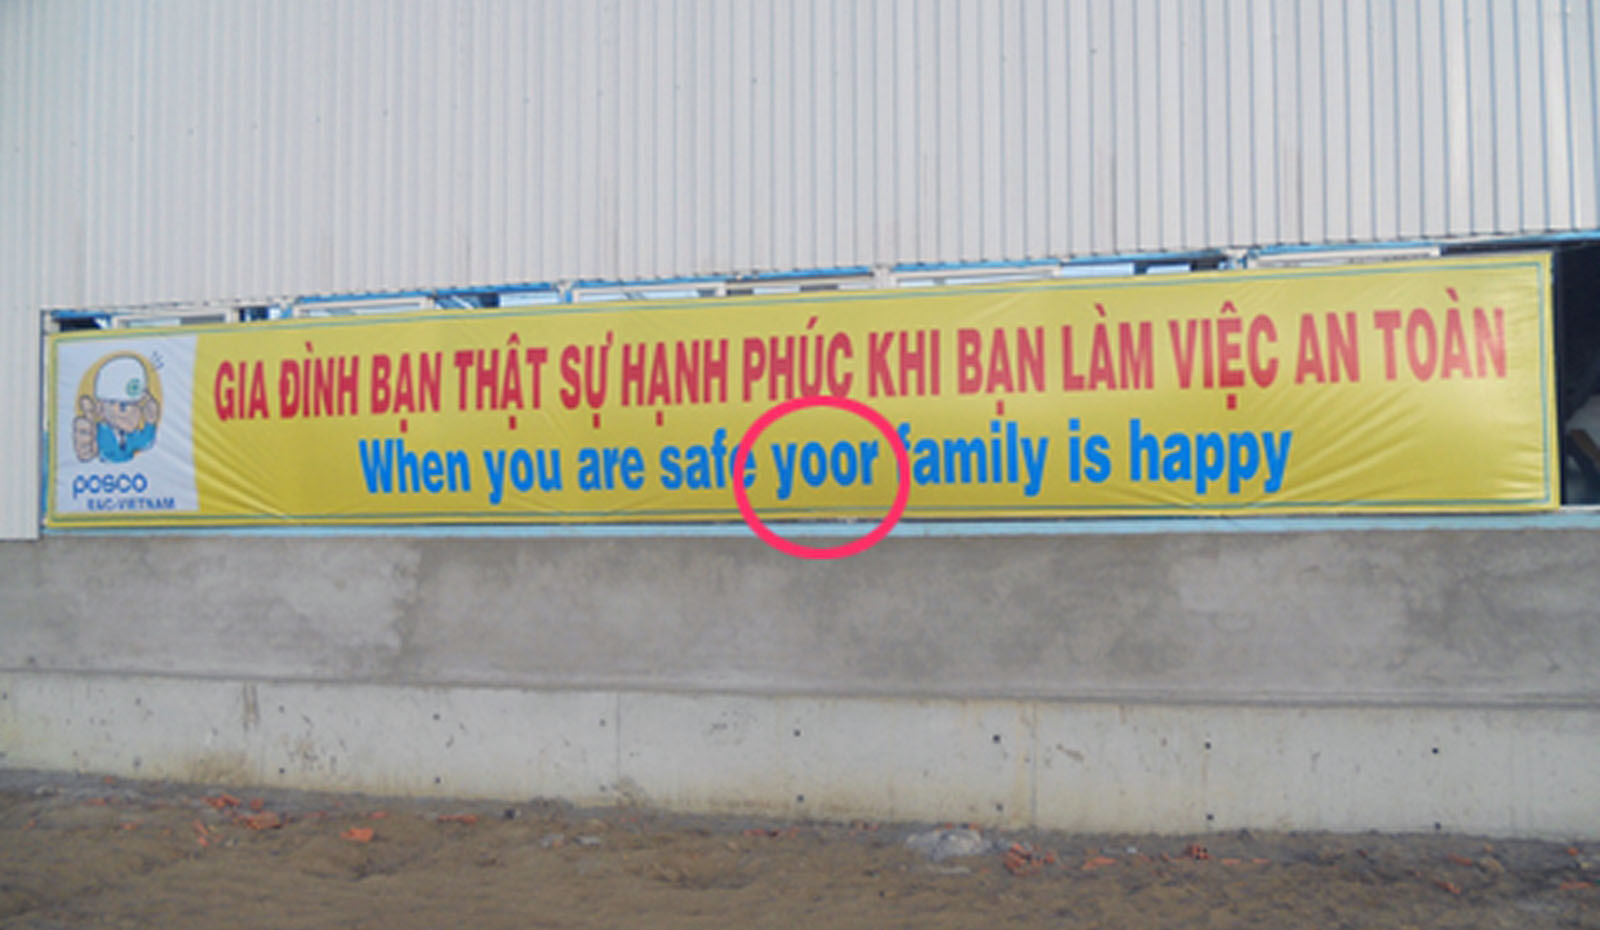 GIA ĐÌNH BẠN THẬT SỰ HẠNH PHÚC KHI BẠN LÀM VIỆC AN TOÀN
When you are safe yoor family is happy
posco
E&C-VIETNAM